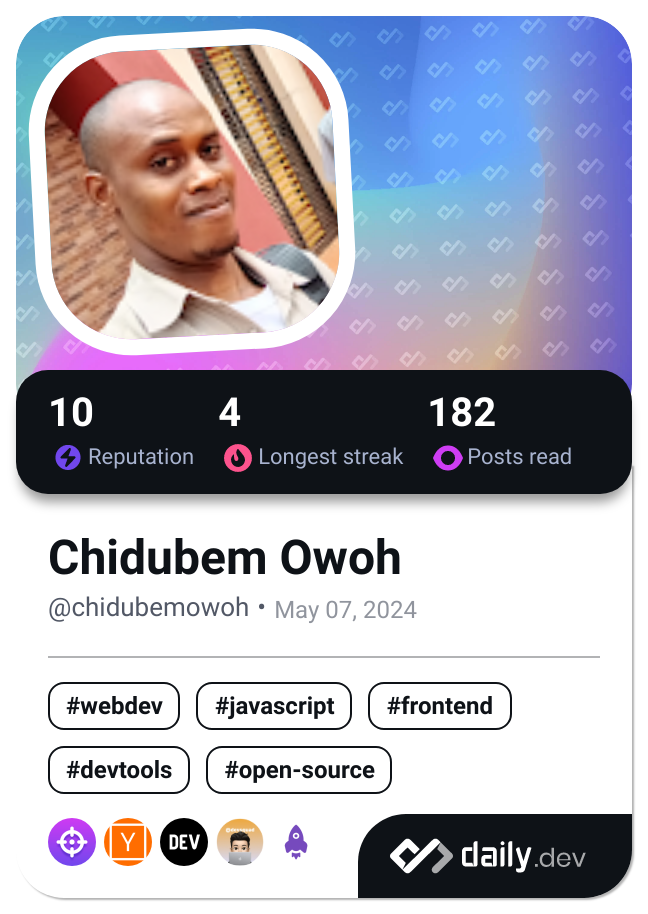 10 4 182
Reputation Longest streak Posts read
Chidubem Owoh
@chidubemowoh • May 07, 2024
#webdev #javascript #frontend
#devtools #open-source
Y DEV
daily.dev